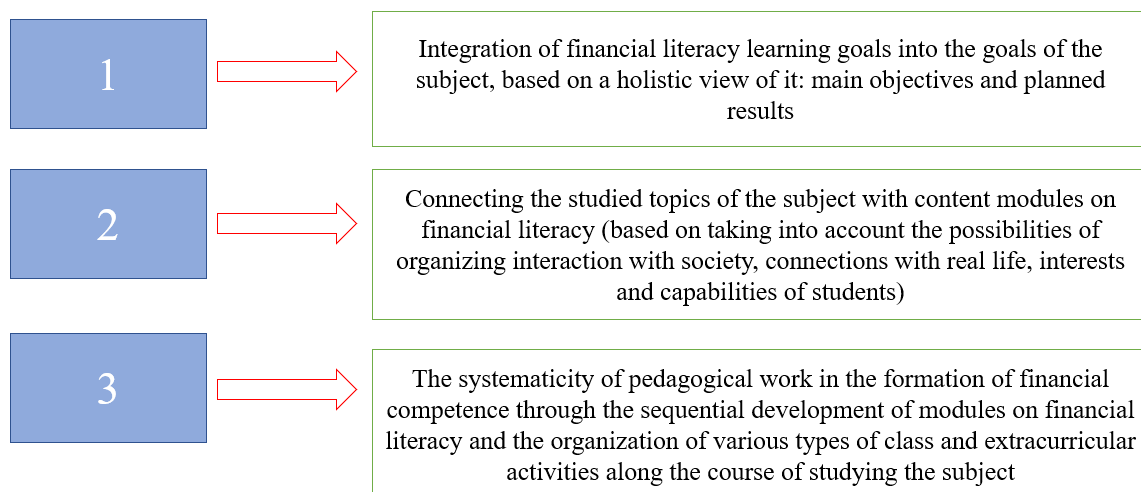 1
Integration of financial literacy learning goals into the goals of the
subject, based on a holistic view of it: main objectives and planned
results
2
Connecting the studied topics of the subject with content modules on
financial literacy (based on taking into account the possibilities of
organizing interaction with society, connections with real life, interests
and capabilities of students)
3
The systematicity of pedagogical work in the formation of financial
competence through the sequential development of modules on financial
literacy and the organization of various types of class and extracurricular
activities along the course of studying the subject